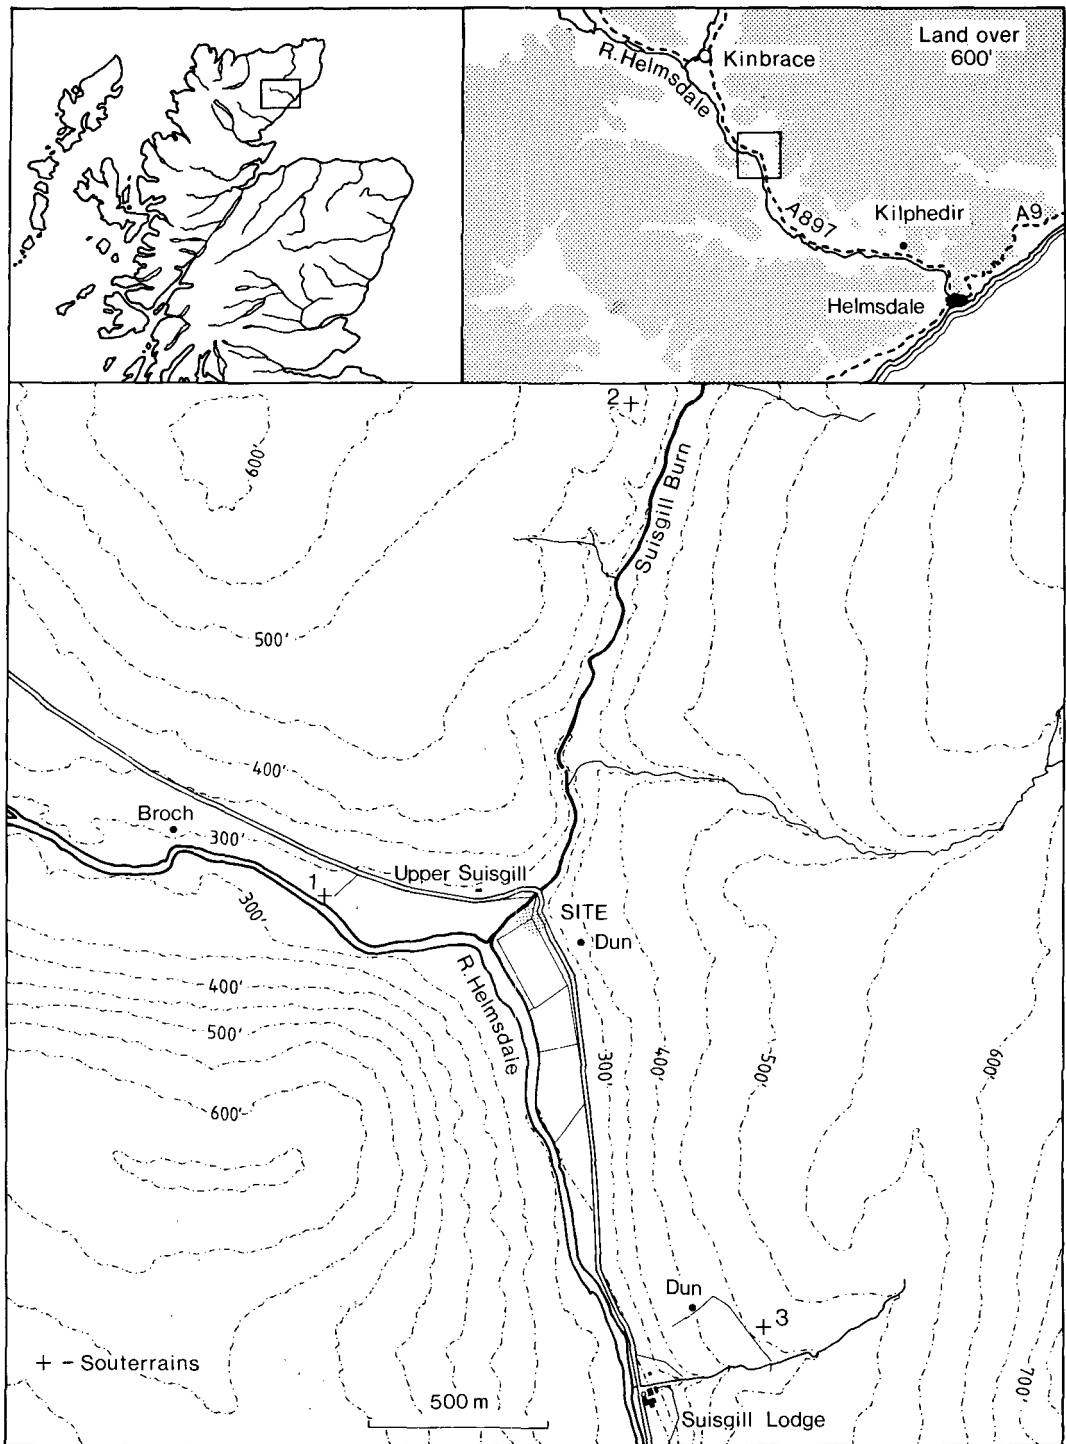 Land over
600'
Kinbrace
R. Helmsdale
A897
Kilphedir
A9
Helmsdale
2
600'
Suisgill Burn
500'
400'
Broch
300'
Upper Suisgill
1
300'
SITE
Dun
R. Helmsdale
400'
500'
300'
400'
500'
600'
600'
Dun
3
+ - Souterrains
700'
500 m
Suisgill Lodge